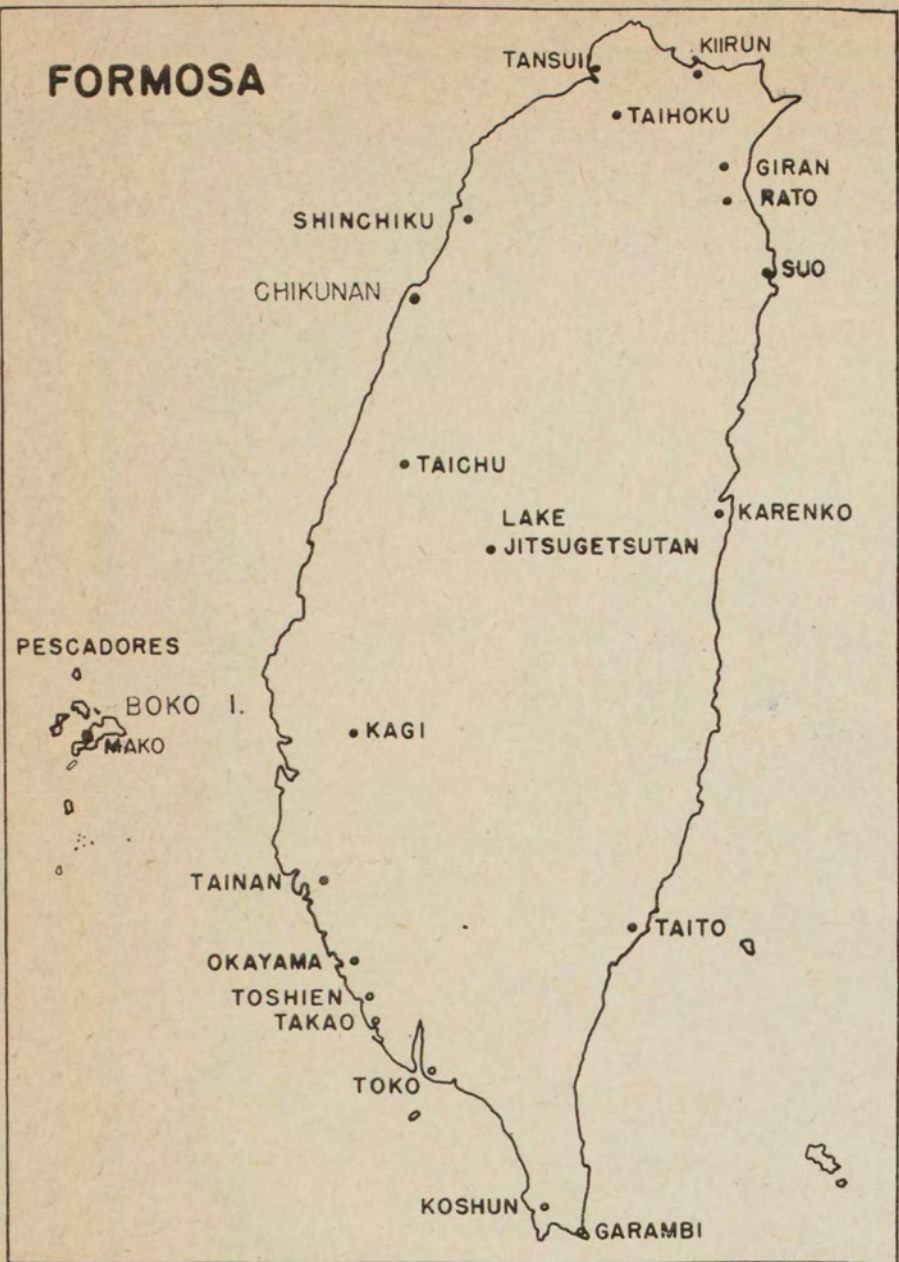 FORMOSA
TANSUI
KIIRUN
TAIHOKU
GIRAN
RATO
SHINCHIKU
SUO
CHIKUNAN
TAICHU
LAKE
JITSUGETSUTAN
KARENKO
PESCADORES
BOKO I.
MAKO
KAGI
TAINAN
TAITO
OKAYAMA
TOSHIEN
TAKAO
TOKO
KOSHUN
GARAMBI